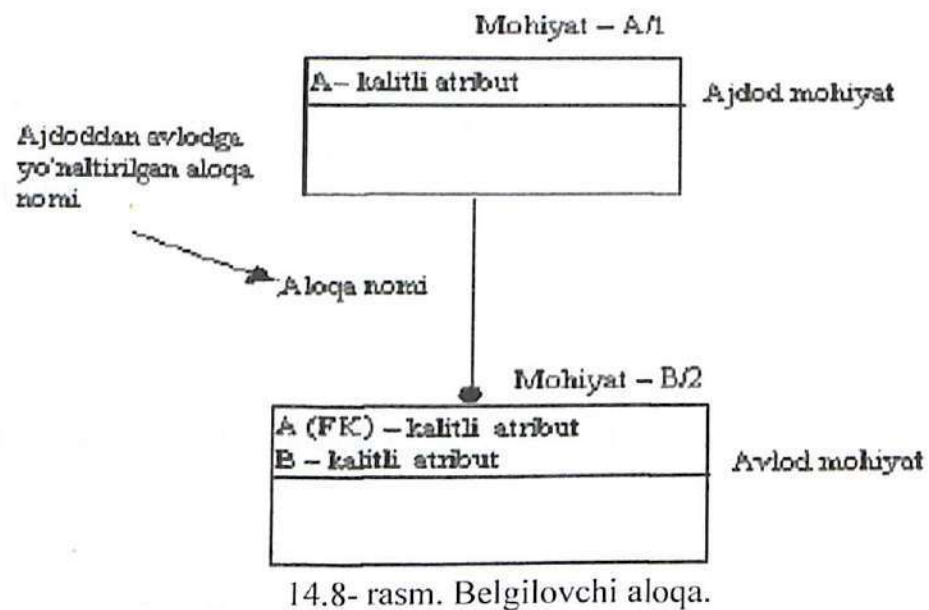 Mohiyat – A/1
A– kalitli atribut
Ajdod mohiyat
Ajdoddan avlodga
yo'naltirilgan aloqa
nomi
Aloqa nomi
Mohiyat – B/2
A (FK) – kalitli atribut
B – kalitli atribut
Avlod mohiyat
14.8- rasm. Belgilovchi aloqa.